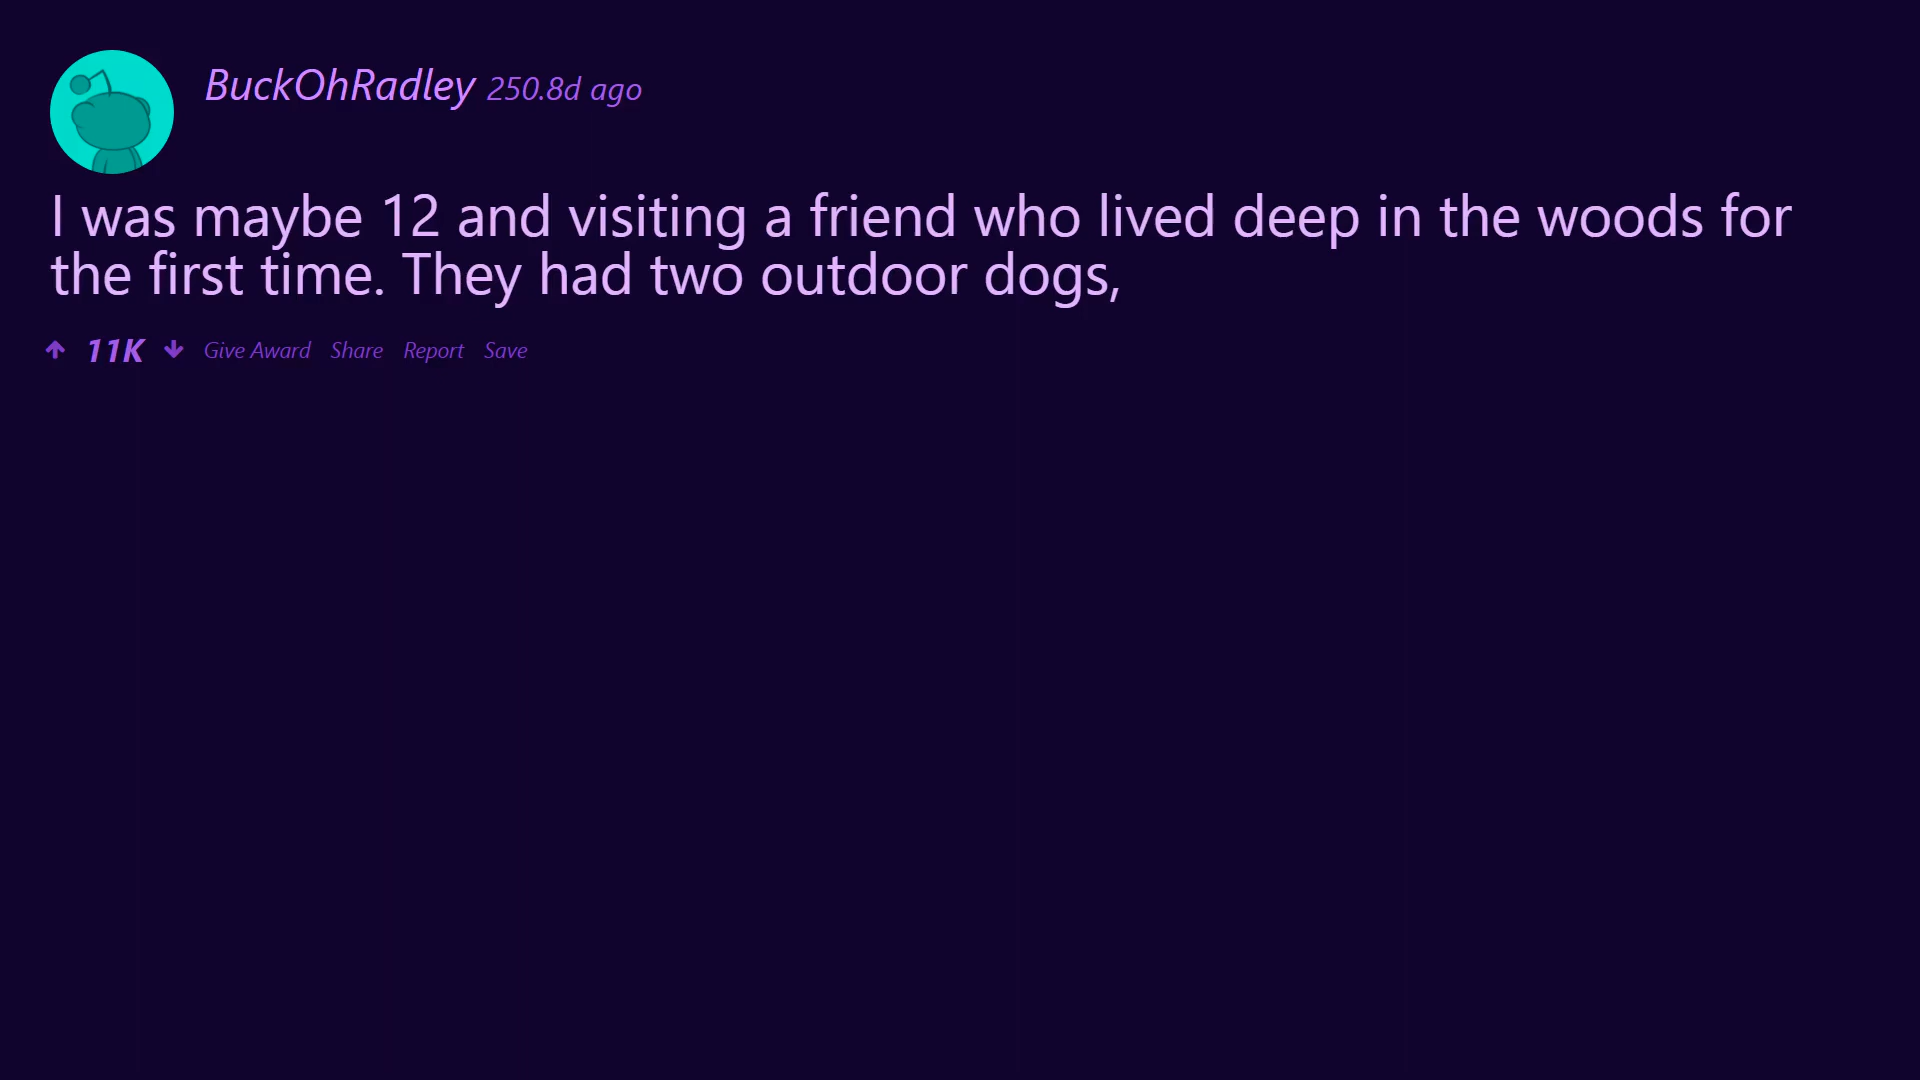 BuckOhRadley 250.8d ago
I was maybe 12 and visiting a friend who lived deep in the woods for
the first time. They had two outdoor dogs,
11K Give Award Share Report Save